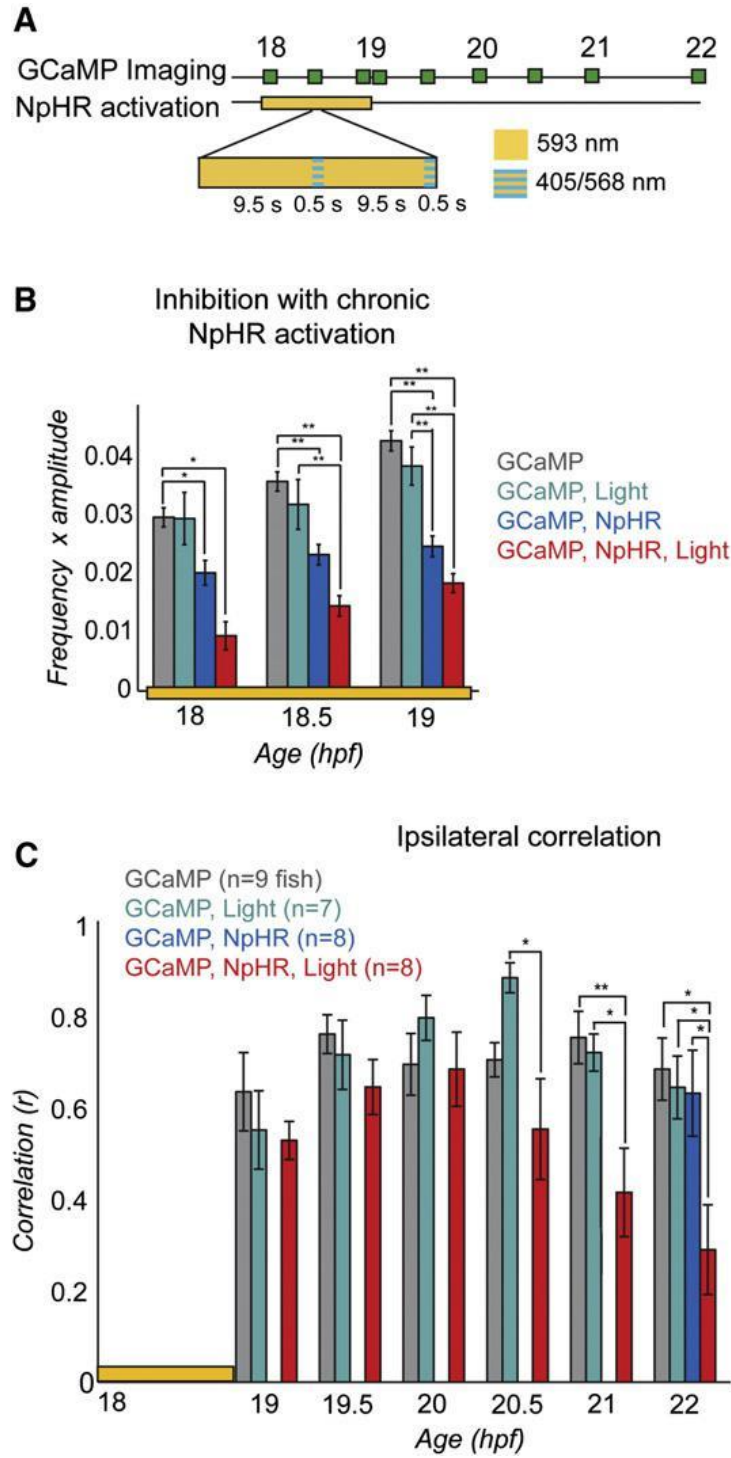 A
18 19 20 21 22
GCaMP Imaging
NpHR activation
593 nm
405/568 nm
9.5 s 0.5 s 9.5 s 0.5 s
B
Inhibition with chronic
NpHR activation
Frequency x amplitude
0.04
0.03
0.02
0.01
0
** ** ** **
** ** **
* *
GCaMP
GCaMP, Light
GCaMP, NpHR
GCaMP, NpHR, Light
18 18.5 19
Age (hpf)
C
Ipsilateral correlation
GCaMP (n=9 fish)
GCaMP, Light (n=7)
GCaMP, NpHR (n=8)
GCaMP, NpHR, Light (n=8)
Correlation (r)
1
0.8
0.6
0.4
0.2
0
* ** * * * *
18 19 19.5 20 20.5 21 22
Age (hpf)